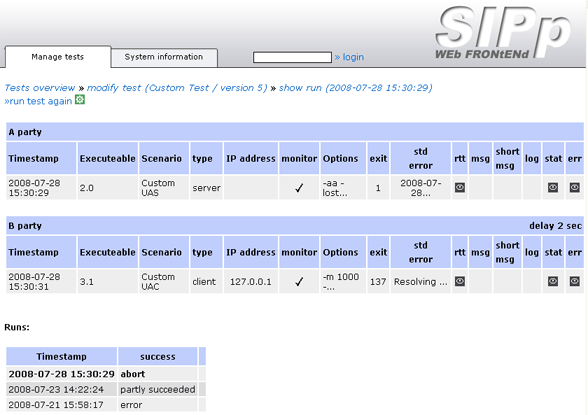 SIPp
WEb FRONtENd
Manage tests
System information
» login
Tests overview » modify test (Custom Test / version 5) » show run (2008-07-28 15:30:29)
»run test again
A party
Timestamp Executeable Scenario type IP address monitor Options exit std error rtt msg short msg log stat err
2008-07-28 15:30:29 2.0 Custom UAS server ✓ -aa -lost... 1 2008-07-28...
B party delay 2 sec
Timestamp Executeable Scenario type IP address monitor Options exit std error rtt msg short msg log stat err
2008-07-28 15:30:31 3.1 Custom UAC client 127.0.0.1 ✓ -m 1000 -... 137 Resolving ...
Runs:
Timestamp success
2008-07-28 15:30:29 abort
2008-07-23 14:22:24 partly succeeded
2008-07-21 15:58:17 error